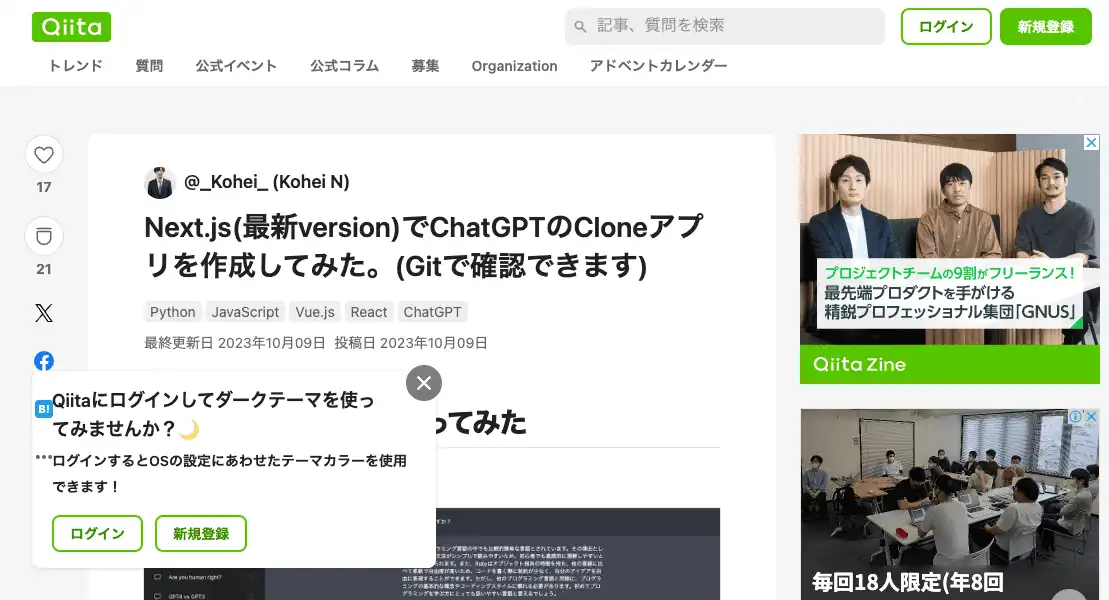 Qiita
記事、質問を検索
ログイン
新規登録
トレンド
質問
公式イベント
公式コラム
募集
Organization
アドベントカレンダー
17
21
@_Kohei_ (Kohei N)
Next.js(最新version)でChatGPTのCloneアプ
リを作成してみた。(Gitで確認できます)
Python
JavaScript
Vue.js
React
ChatGPT
最終更新日 2023年10月09日 投稿日 2023年10月09日
ってみた
B!
Qiitaにログインしてダークテーマを使っ
てみませんか？🌙
ログインするとOSの設定にあわせたテーマカラーを使用
できます！
ログイン
新規登録
Are you human right?
GPT4 vs GPT3
プロジェクトチームの9割がフリーランス！
最先端プロダクトを手がける
精鋭プロフェッショナル集団「GNUS」
Qiita Zine
毎回18人限定(年8回